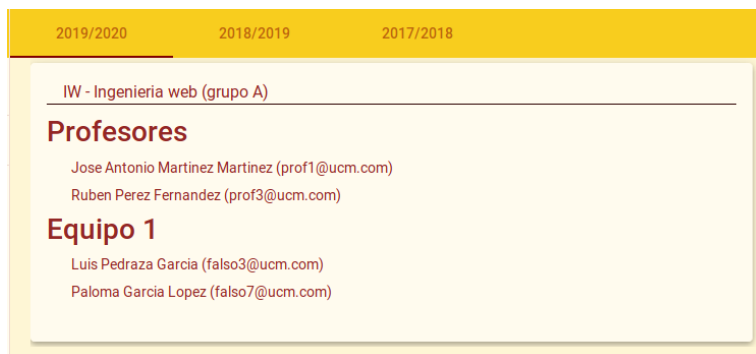 2019/2020 2018/2019 2017/2018
IW - Ingenieria web (grupo A)
Profesores
Jose Antonio Martinez Martinez (prof1@ucm.com)
Ruben Perez Fernandez (prof3@ucm.com)
Equipo 1
Luis Pedraza Garcia (falso3@ucm.com)
Paloma Garcia Lopez (falso7@ucm.com)